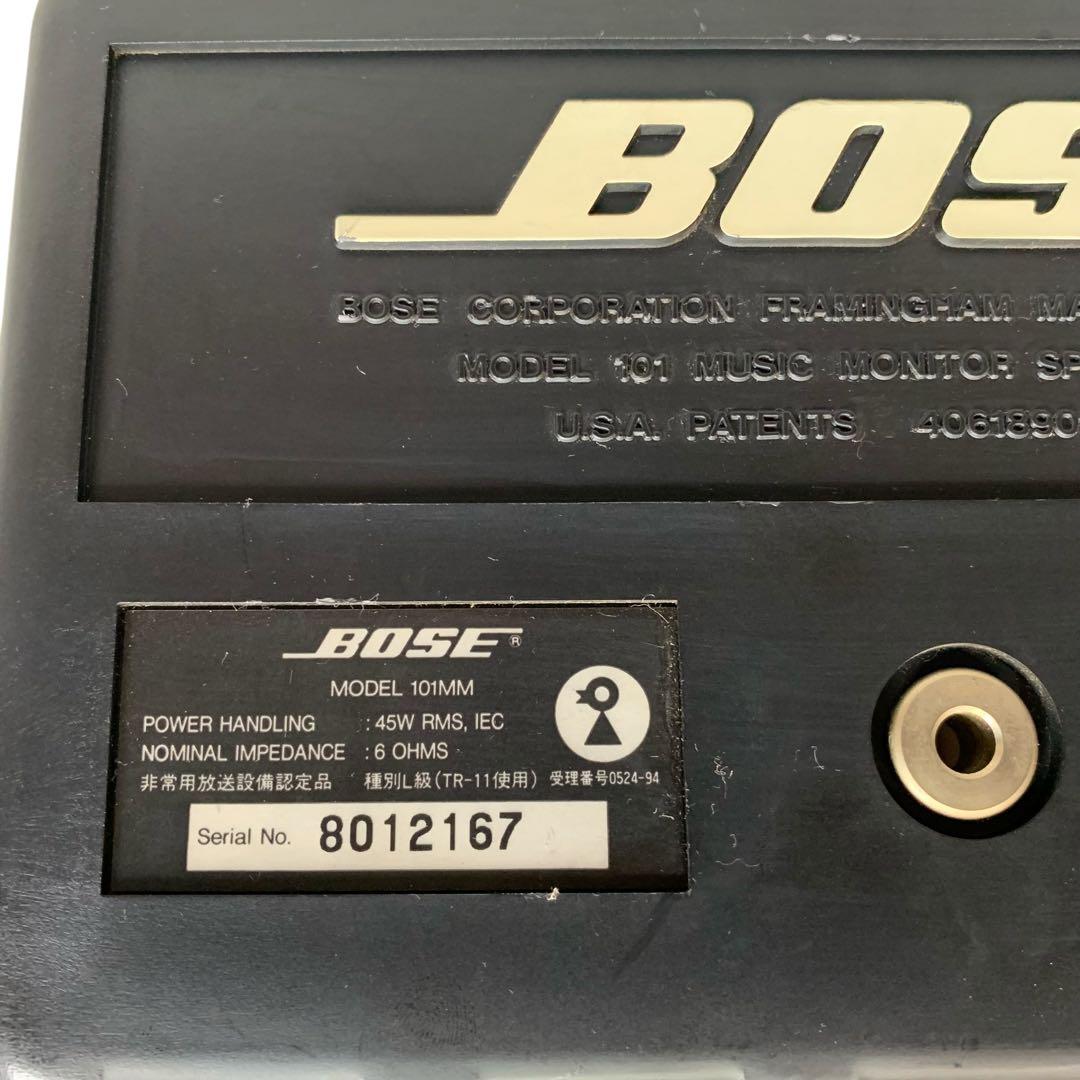 BOS
BOSE CORPORATION FRAMINGHAM MA
MODEL 101 MUSIC MONITOR SP
U.S.A. PATENTS 4061890
BOSE®
MODEL 101MM
POWER HANDLING : 45W RMS, IEC
NOMINAL IMPEDANCE : 6 OHMS
非常用放送設備認定品 種別L級(TR-11使用) 受理番号0524-94
Serial No. 8012167